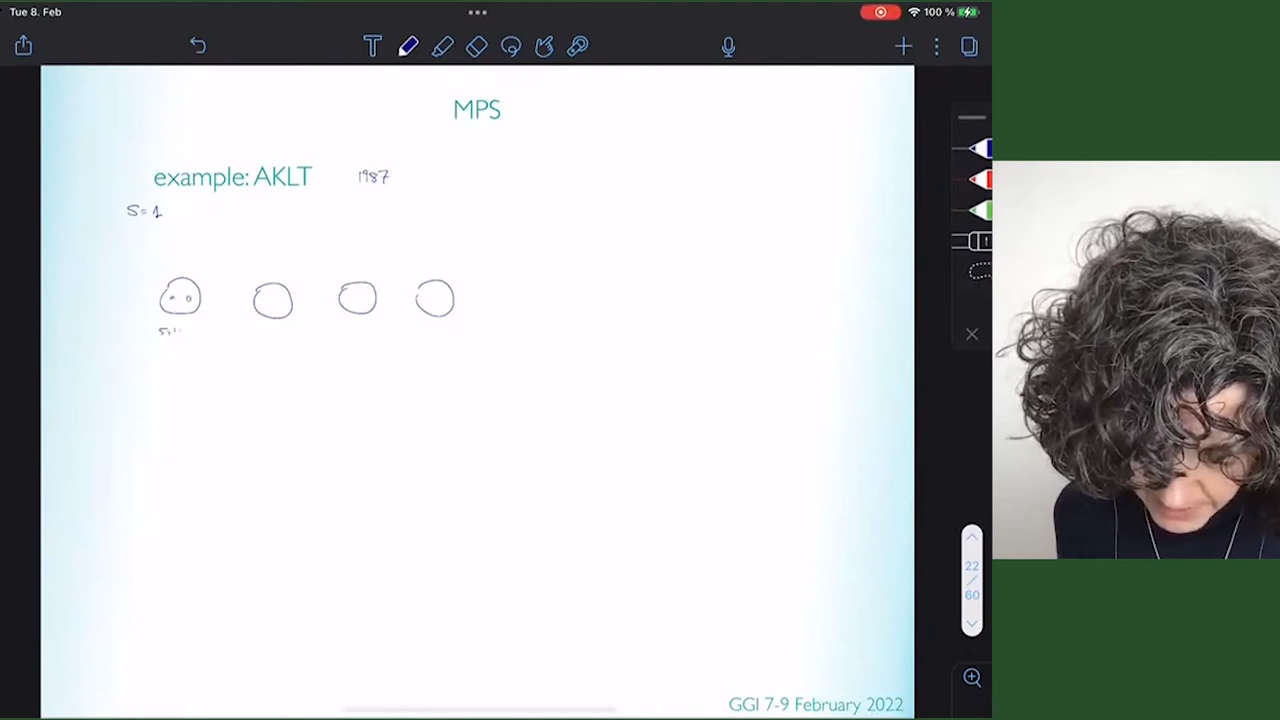 Tue 8. Feb
100 %
MPS
example: AKLT 1987
S=1
22
/
60
GGI 7-9 February 2022